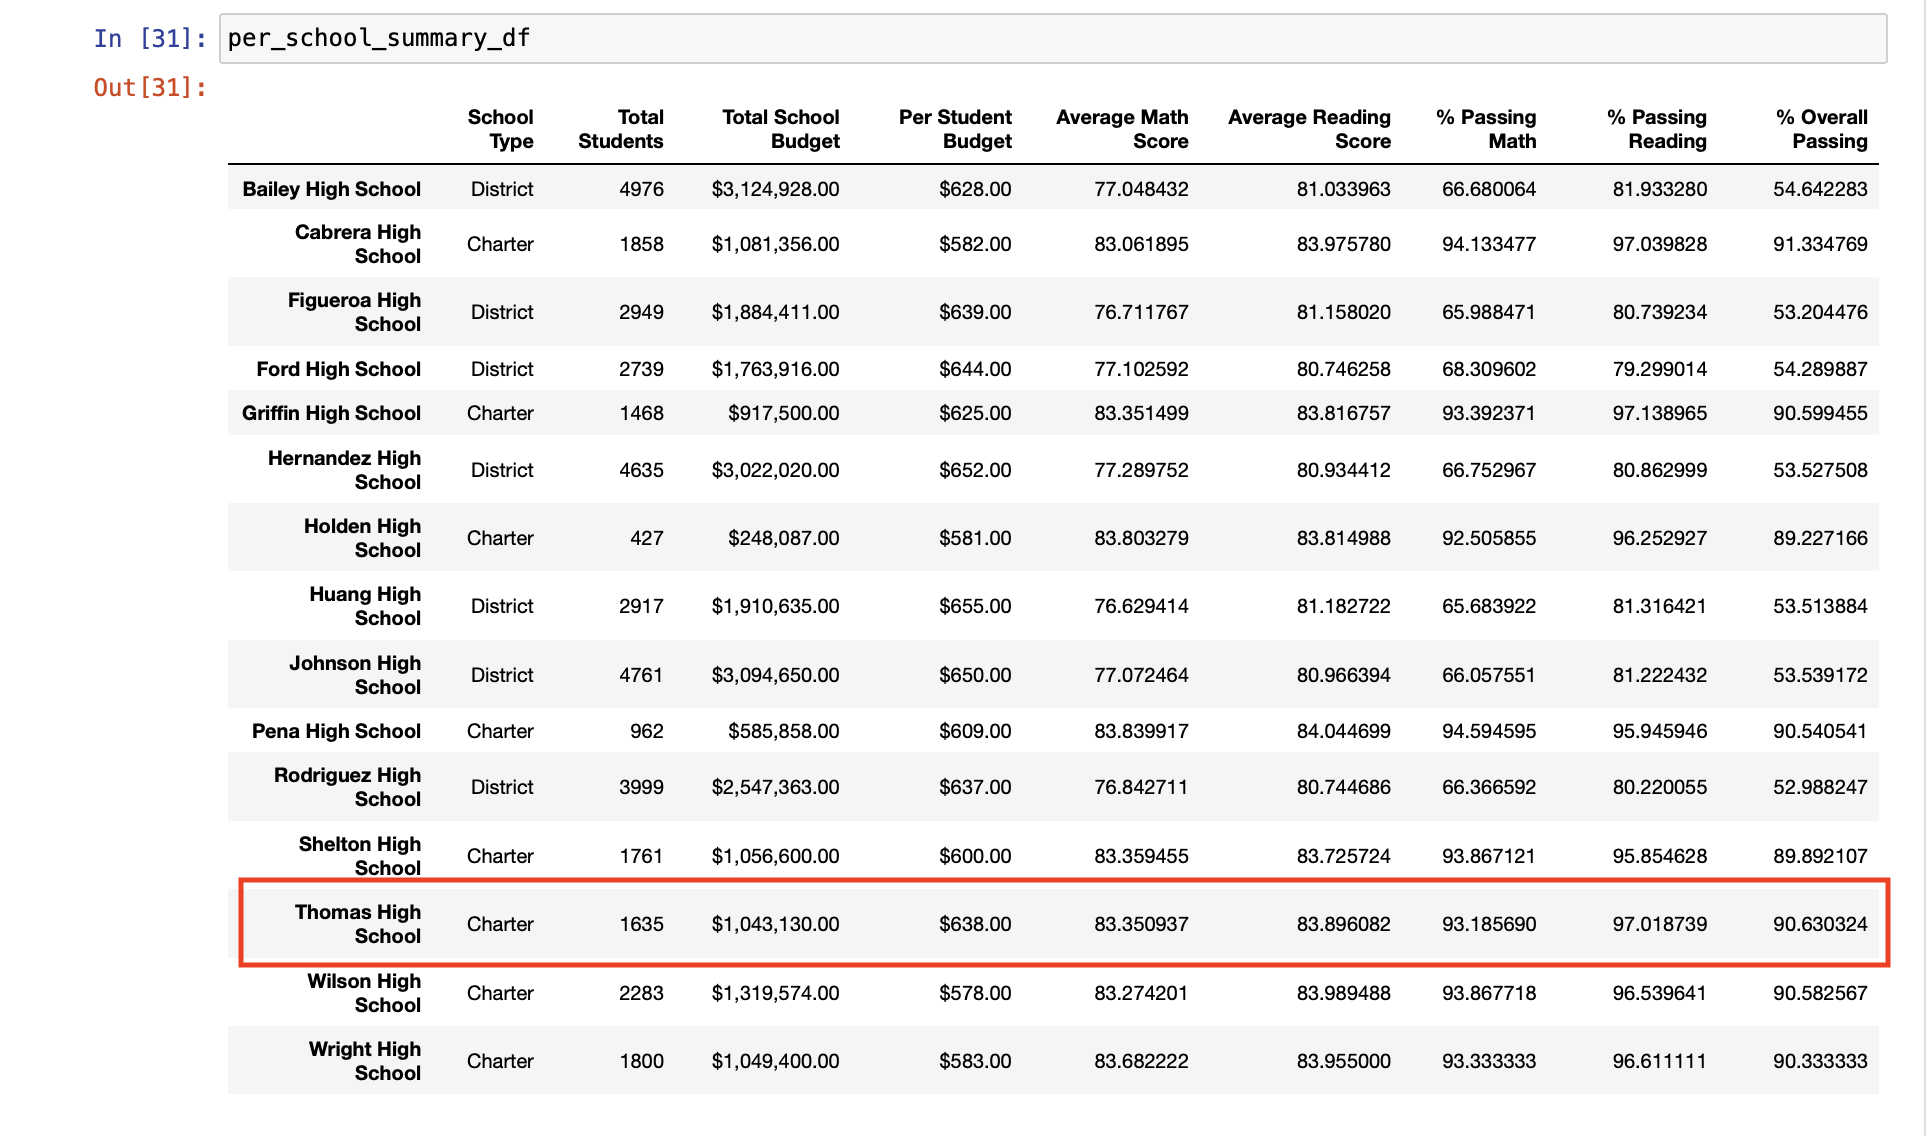 In [31]: per_school_summary_df
Out[31]:
School Type Total Students Total School Budget Per Student Budget Average Math Score Average Reading Score % Passing Math % Passing Reading % Overall Passing
Bailey High School District 4976 $3,124,928.00 $628.00 77.048432 81.033963 66.680064 81.933280 54.642283
Cabrera High School Charter 1858 $1,081,356.00 $582.00 83.061895 83.975780 94.133477 97.039828 91.334769
Figueroa High School District 2949 $1,884,411.00 $639.00 76.711767 81.158020 65.988471 80.739234 53.204476
Ford High School District 2739 $1,763,916.00 $644.00 77.102592 80.746258 68.309602 79.299014 54.289887
Griffin High School Charter 1468 $917,500.00 $625.00 83.351499 83.816757 93.392371 97.138965 90.599455
Hernandez High School District 4635 $3,022,020.00 $652.00 77.289752 80.934412 66.752967 80.862999 53.527508
Holden High School Charter 427 $248,087.00 $581.00 83.803279 83.814988 92.505855 96.252927 89.227166
Huang High School District 2917 $1,910,635.00 $655.00 76.629414 81.182722 65.683922 81.316421 53.513884
Johnson High School District 4761 $3,094,650.00 $650.00 77.072464 80.966394 66.057551 81.222432 53.539172
Pena High School Charter 962 $585,858.00 $609.00 83.839917 84.044699 94.594595 95.945946 90.540541
Rodriguez High School District 3999 $2,547,363.00 $637.00 76.842711 80.744686 66.366592 80.220055 52.988247
Shelton High School Charter 1761 $1,056,600.00 $600.00 83.359455 83.725724 93.867121 95.854628 89.892107
Thomas High School Charter 1635 $1,043,130.00 $638.00 83.350937 83.896082 93.185690 97.018739 90.630324
Wilson High School Charter 2283 $1,319,574.00 $578.00 83.274201 83.989488 93.867718 96.539641 90.582567
Wright High School Charter 1800 $1,049,400.00 $583.00 83.682222 83.955000 93.333333 96.611111 90.333333